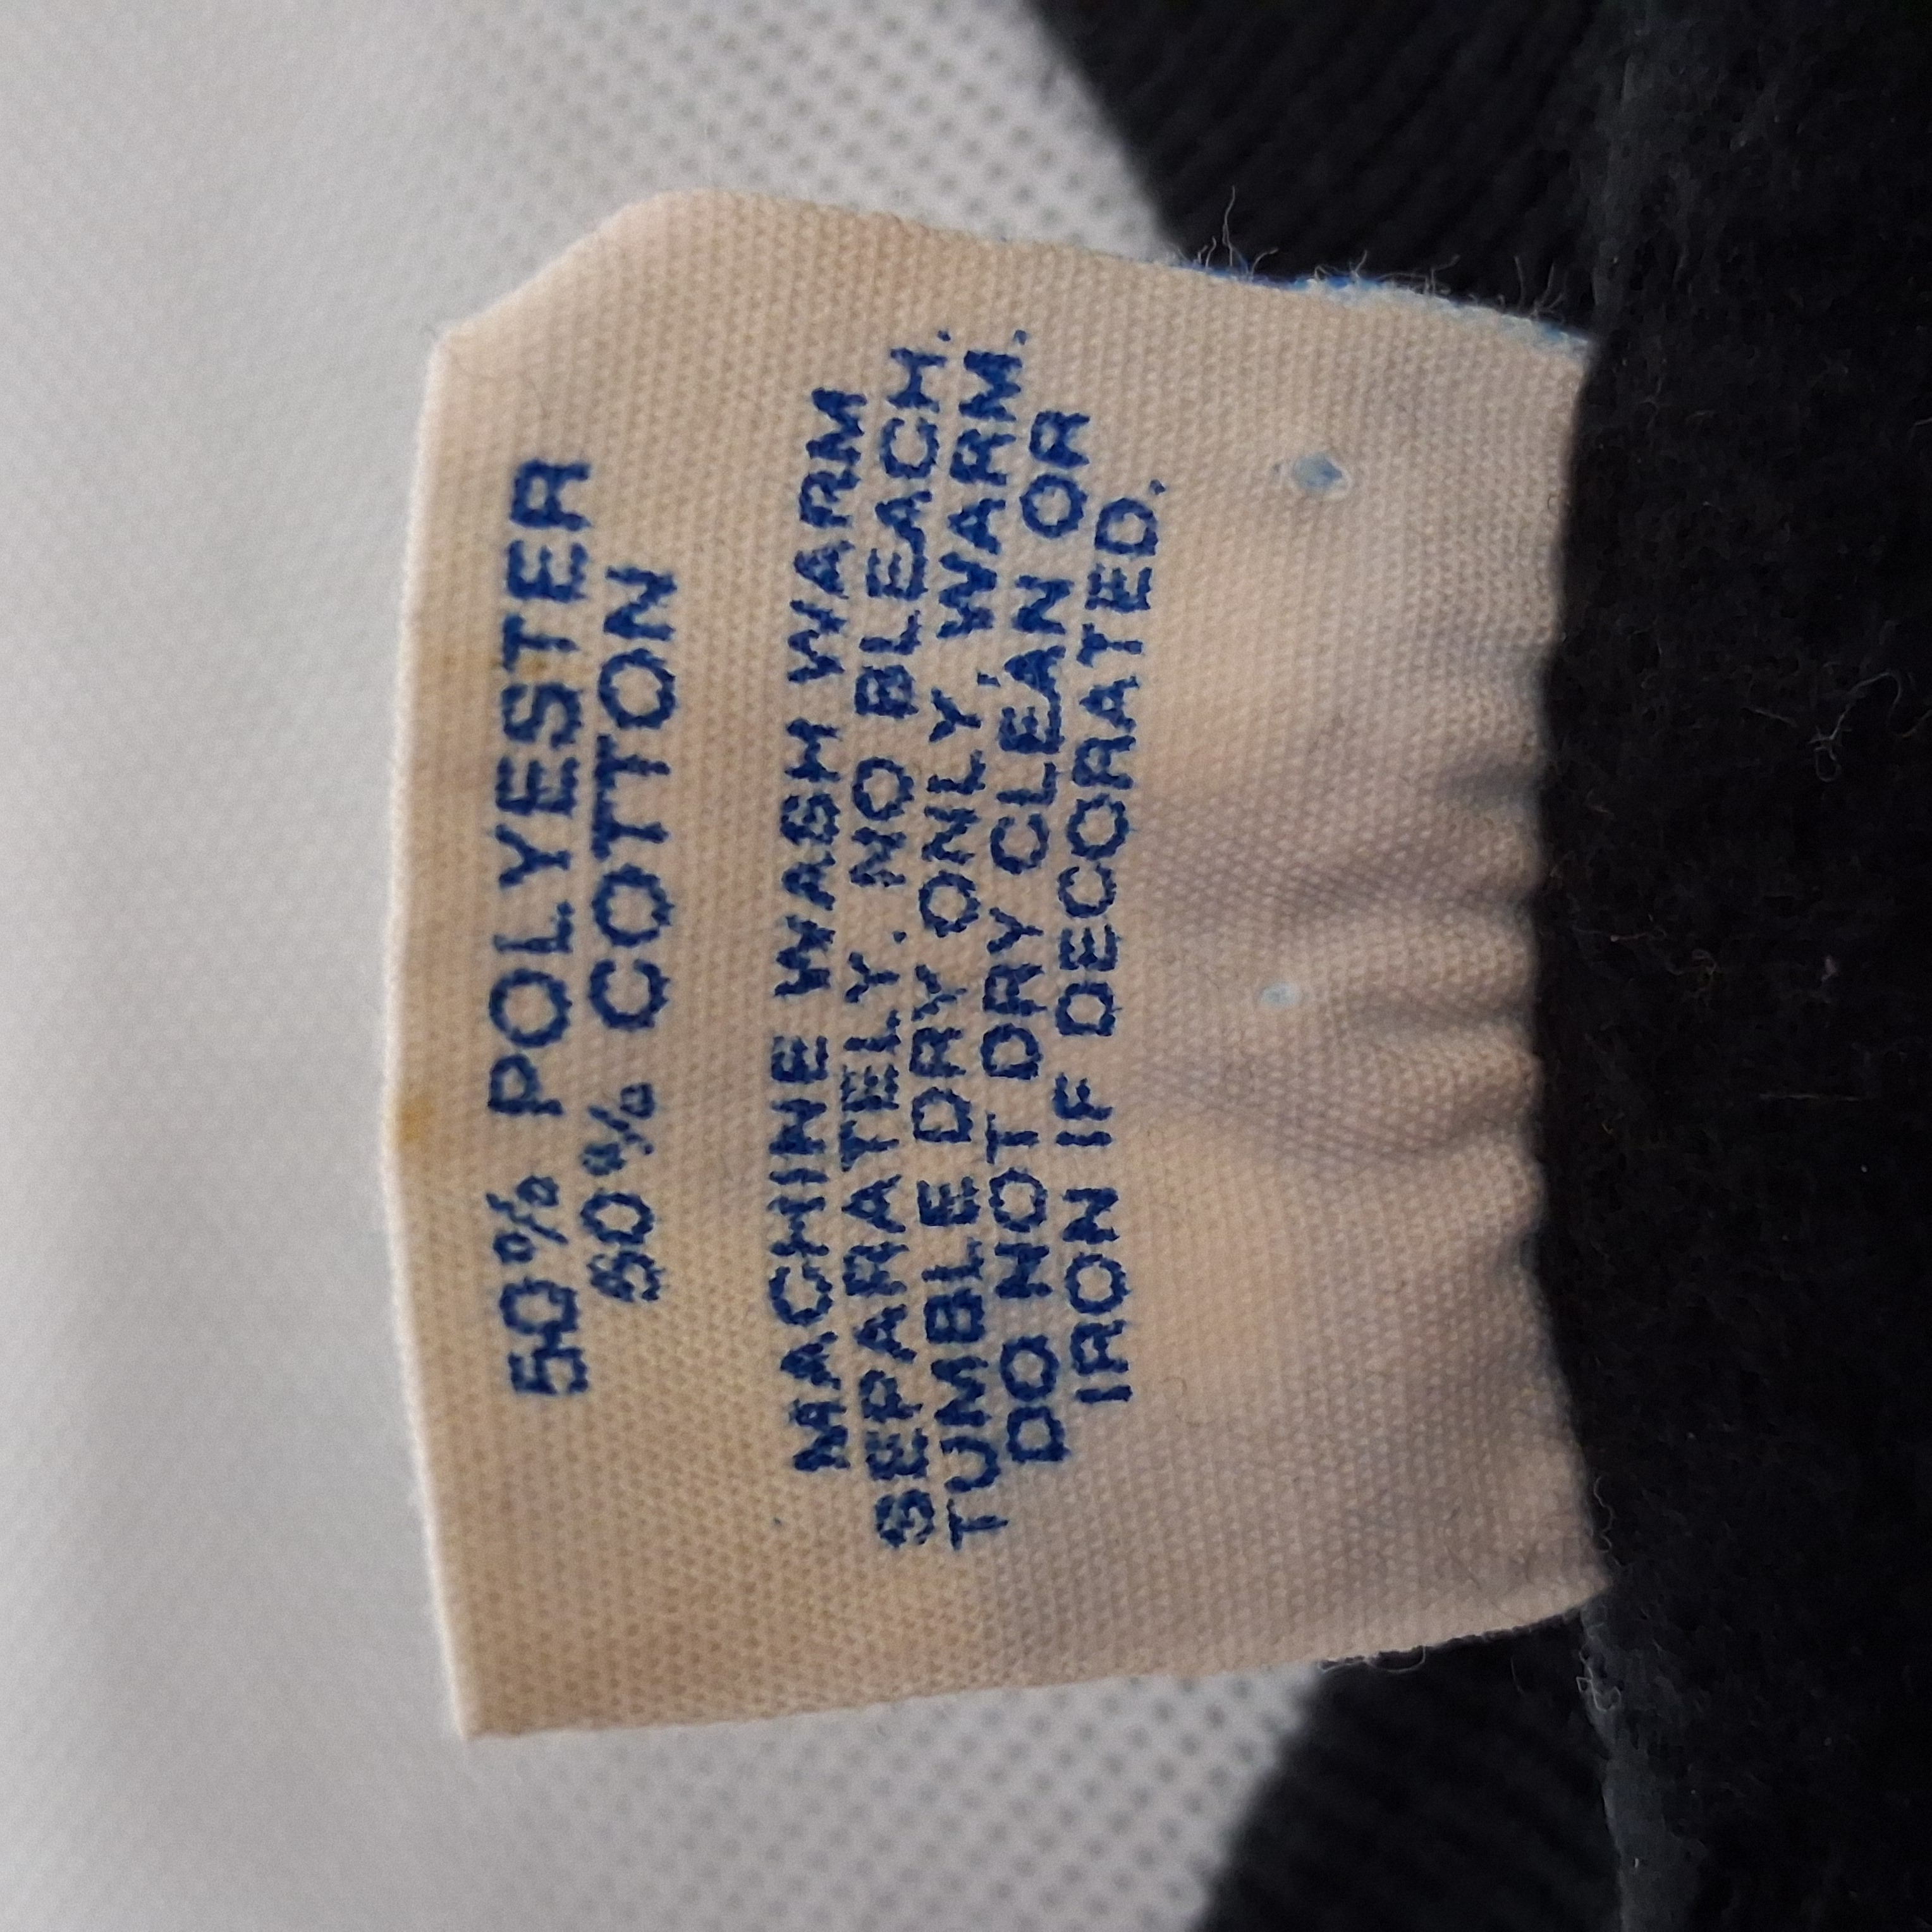 50% POLYESTER
50% COTTON
MACHINE WASH WARM
SEPARATELY. NO BLEACH.
TUMBLE DRY ONLY, WARM.
DO NOT DRY CLEAN OR
IRON IF DECORATED.